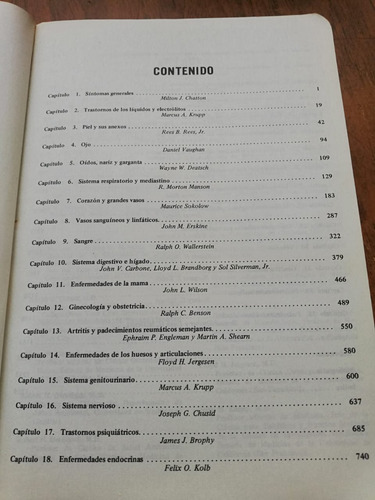 CONTENIDO
Capítulo 1. Síntomas generales 1
Milton J. Chatton
Capítulo 2. Trastornos de los líquidos y electrólitos 19
Marcus A. Krupp
Capítulo 3. Piel y sus anexos 42
Rees B. Rees, Jr.
Capítulo 4. Ojo 94
Daniel Vaughan
Capítulo 5. Oídos, nariz y garganta 109
Wayne W. Deatsch
Capítulo 6. Sistema respiratorio y mediastino 129
R. Morton Manson
Capítulo 7. Corazón y grandes vasos 183
Maurice Sokolow
Capítulo 8. Vasos sanguíneos y linfáticos. 287
John M. Erskine
Capítulo 9. Sangre 322
Ralph O. Wallerstein
Capítulo 10. Sistema digestivo e hígado 379
John V. Carbone, Lloyd L. Brandborg y Sol Silverman, Jr.
Capítulo 11. Enfermedades de la mama 466
John L. Wilson
Capítulo 12. Ginecología y obstetricia 489
Ralph C. Benson
Capítulo 13. Artritis y padecimientos reumáticos semejantes. 550
Ephraim P. Engleman y Martin A. Shearn
Capítulo 14. Enfermedades de los huesos y articulaciones 580
Floyd H. Jergesen
Capítulo 15. Sistema genitourinario 600
Marcus A. Krupp
Capítulo 16. Sistema nervioso 637
Joseph G. Chusid
Capítulo 17. Trastornos psiquiátricos. 685
James J. Brophy
Capítulo 18. Enfermedades endocrinas 740
Felix O. Kolb